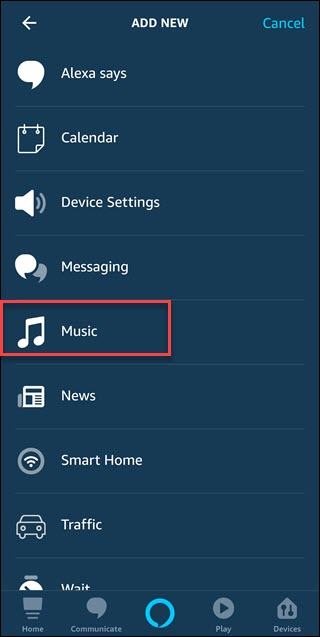 ADD NEW
Cancel
Alexa says
Calendar
Device Settings
Messaging
Music
News
Smart Home
Traffic
Wait
Home
Communicate
Play
Devices